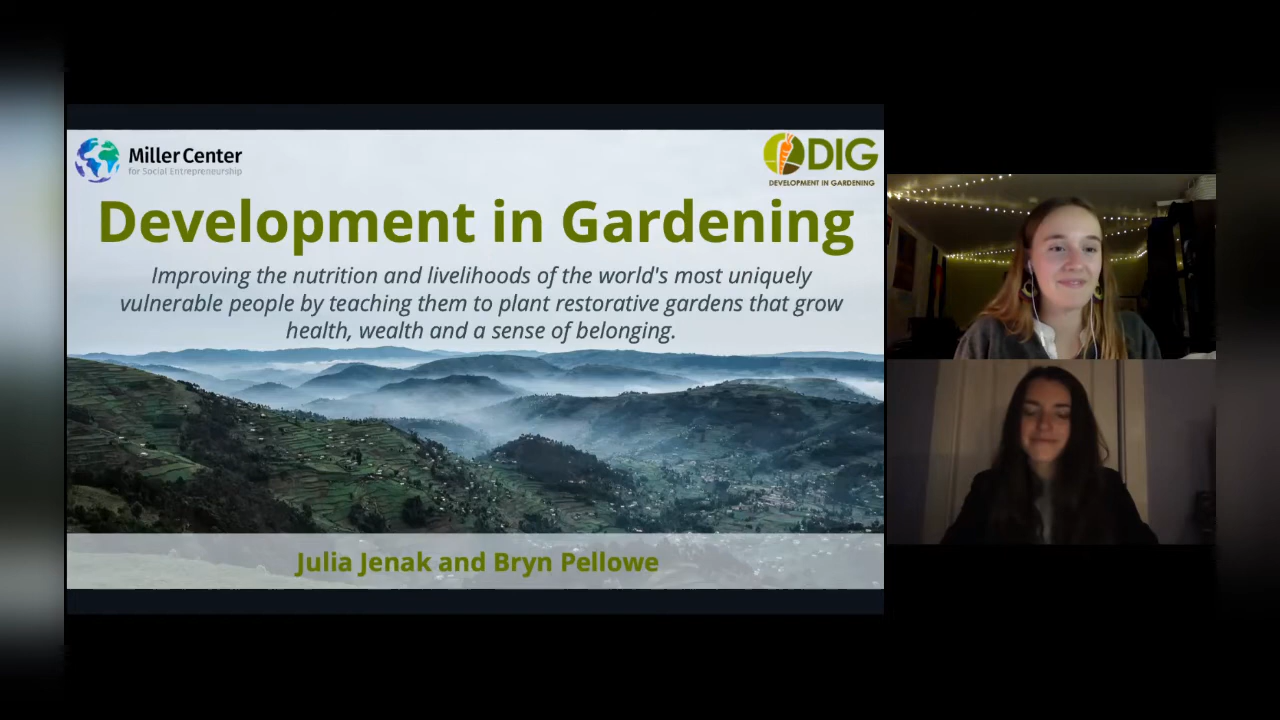 Miller Center
for Social Entrepreneurship
DIG
DEVELOPMENT IN GARDENING
Development in Gardening
Improving the nutrition and livelihoods of the world's most uniquely
vulnerable people by teaching them to plant restorative gardens that grow
health, wealth and a sense of belonging.
Julia Jenak and Bryn Pellowe